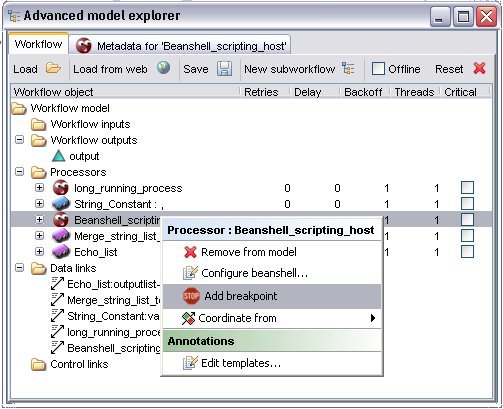 Advanced model explorer
Workflow Metadata for 'Beanshell_scripting_host'
Load Load from web Save New subworkflow Offline Reset
Workflow object Retries Delay Backoff Threads Critical
Workflow model
Workflow inputs
Workflow outputs
output
Processors
long_running_process 0 0 1 1
String_Constant : , 0 0 1 1
Beanshell_scriptin 1 1
Processor : Beanshell_scripting_host
Merge_string_list_ 1 1
Remove from model
Echo_list 1 1
Configure beanshell...
Data links
Echo_list:outputlist-
Add breakpoint
Merge_string_list_to
String_Constant:va
Coordinate from
long_running_proce
Annotations
Beanshell_scripting
Control links
Edit templates...